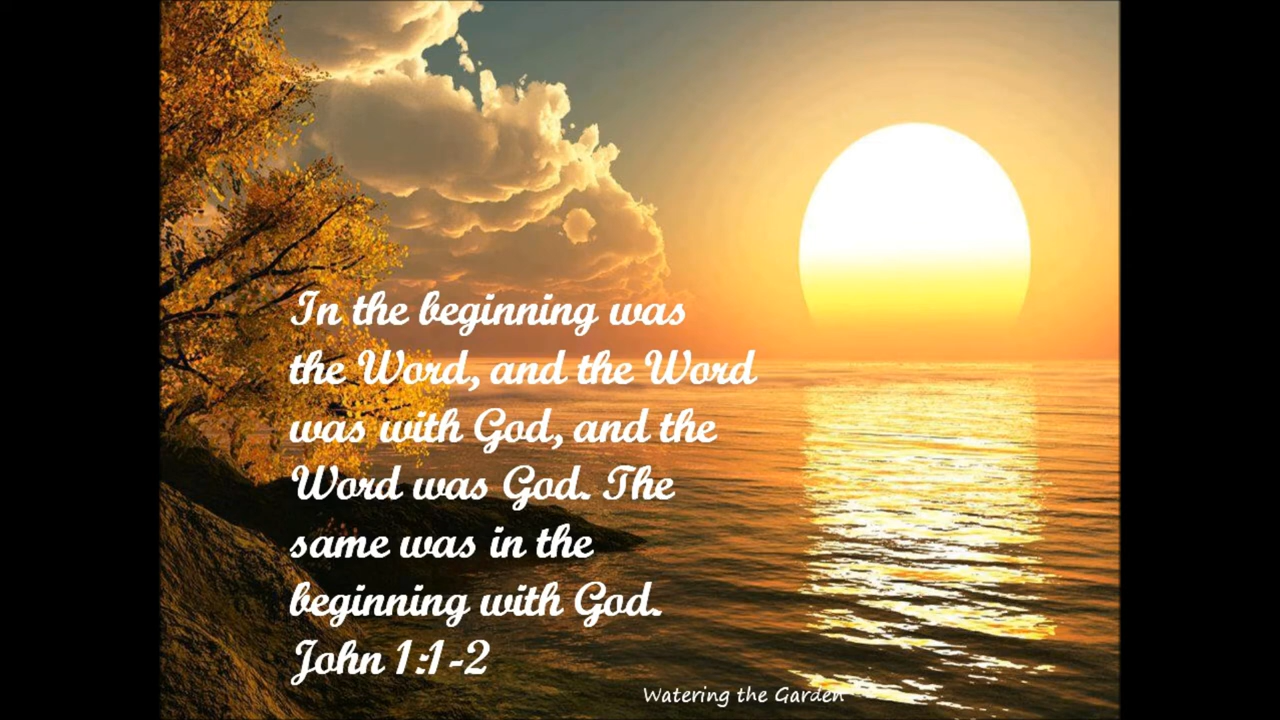 In the beginning was
the Word, and the Word
was with God, and the
Word was God. The
same was in the
beginning with God.
John 1:1-2
Watering the Garden